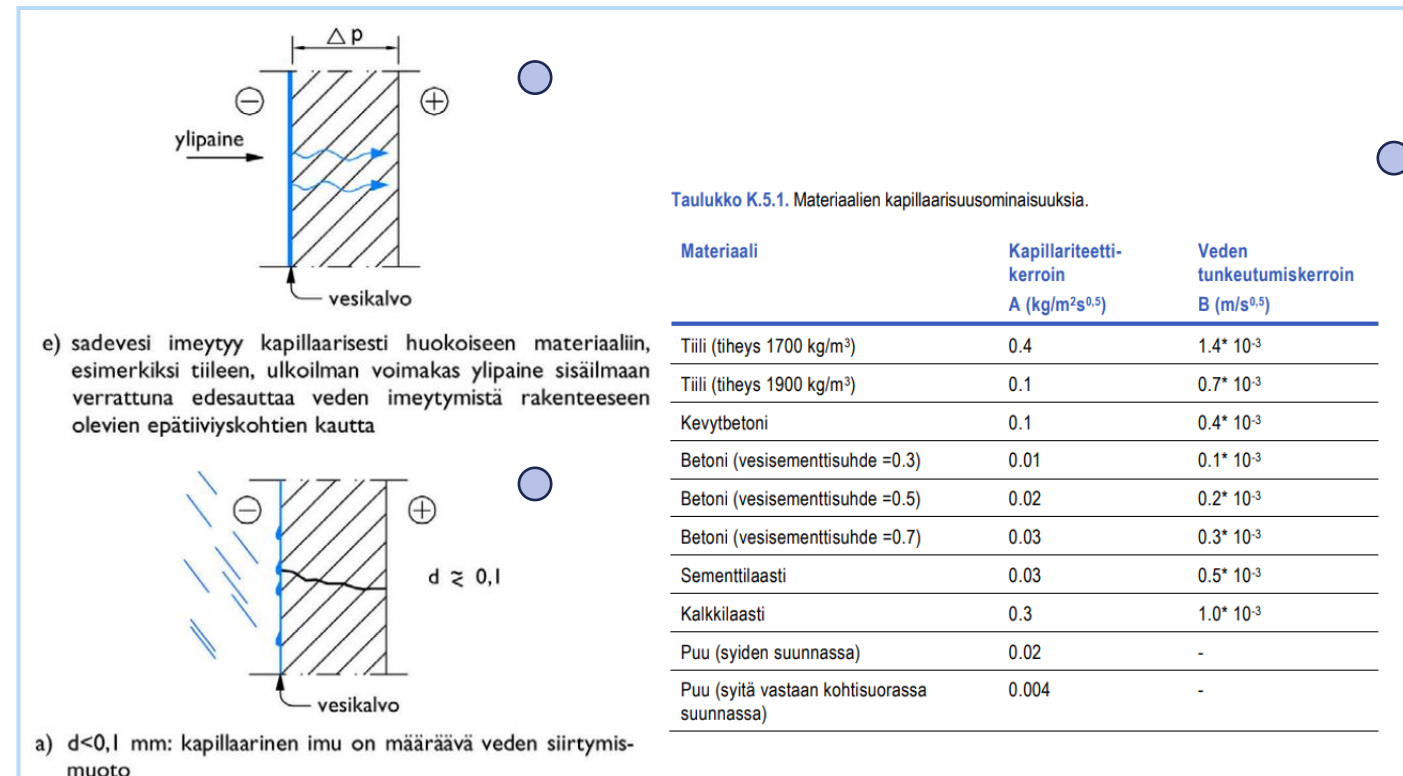 △ p
⊖
⊕
ylipaine
vesikalvo
e) sadevesi imeytyy kapillaarisesti huokoiseen materiaaliin,
esimerkiksi tiileen, ulkoilman voimakas ylipaine sisäilmaan
verrattuna edesauttaa veden imeytymistä rakenteeseen
olevien epätiiviyskohtien kautta
⊖
⊕
d ≷ 0,1
vesikalvo
a) d<0,1 mm: kapillaarinen imu on määräävä veden siirtymis-
muoto
Taulukko K.5.1. Materiaalien kapillaarisuusominaisuuksia.
Materiaali Kapillariteetti- Veden
kerroin tunkeutumiskerroin
A (kg/m²s⁰·⁵) B (m/s⁰·⁵)
Tiili (tiheys 1700 kg/m³) 0.4 1.4* 10⁻³
Tiili (tiheys 1900 kg/m³) 0.1 0.7* 10⁻³
Kevytbetoni 0.1 0.4* 10⁻³
Betoni (vesisementtisuhde =0.3) 0.01 0.1* 10⁻³
Betoni (vesisementtisuhde =0.5) 0.02 0.2* 10⁻³
Betoni (vesisementtisuhde =0.7) 0.03 0.3* 10⁻³
Sementtilaasti 0.03 0.5* 10⁻³
Kalkkilaasti 0.3 1.0* 10⁻³
Puu (syiden suunnassa) 0.02 -
Puu (syitä vastaan kohtisuorassa 0.004 -
suunnassa)